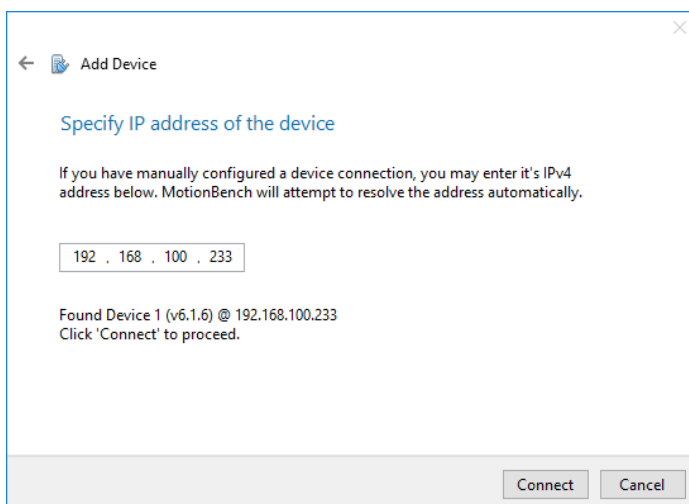 Add Device
Specify IP address of the device
If you have manually configured a device connection, you may enter it's IPv4
address below. MotionBench will attempt to resolve the address automatically.
192 . 168 . 100 . 233
Found Device 1 (v6.1.6) @ 192.168.100.233
Click 'Connect' to proceed.
Connect Cancel